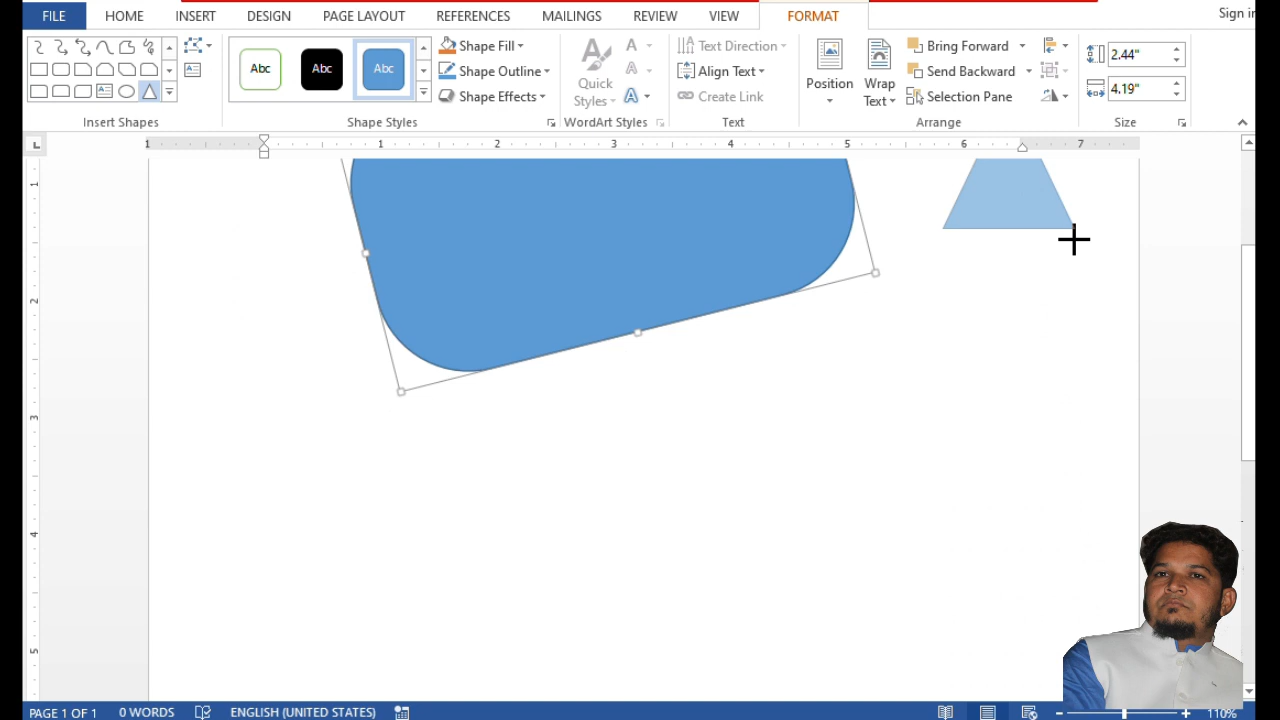 FILE HOME INSERT DESIGN PAGE LAYOUT REFERENCES MAILINGS REVIEW VIEW FORMAT Sign in
Abc Abc Abc
Shape Fill
Shape Outline
Shape Effects
Quick
Styles
A
A
A
Text Direction
Align Text
Create Link
Position
Wrap
Text
Bring Forward
Send Backward
Selection Pane
2.44"
4.19"
Insert Shapes Shape Styles WordArt Styles Text Arrange Size
1 1 2 3 4 5 6 7
1
2
3
4
5
PAGE 1 OF 1 0 WORDS ENGLISH (UNITED STATES) 110%